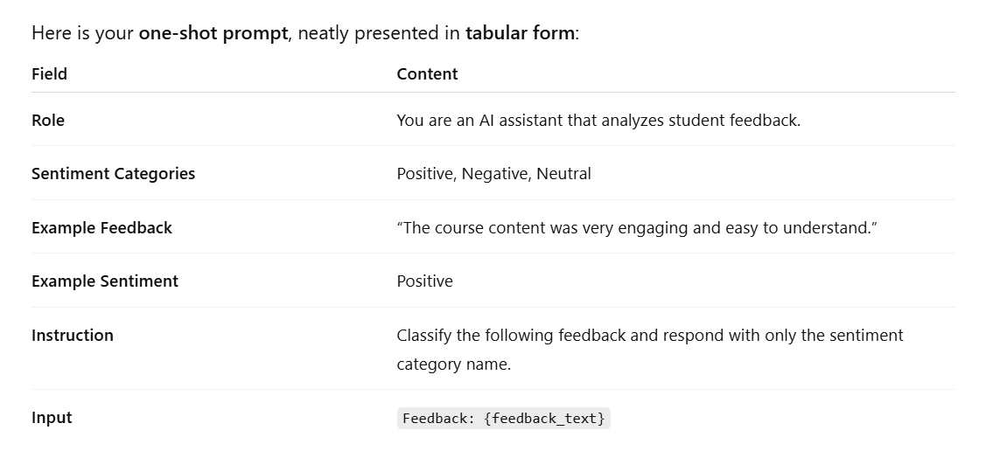 Here is your one-shot prompt, neatly presented in tabular form:
Field Content
Role You are an AI assistant that analyzes student feedback.
Sentiment Categories Positive, Negative, Neutral
Example Feedback “The course content was very engaging and easy to understand.”
Example Sentiment Positive
Instruction Classify the following feedback and respond with only the sentiment
category name.
Input Feedback: {feedback_text}